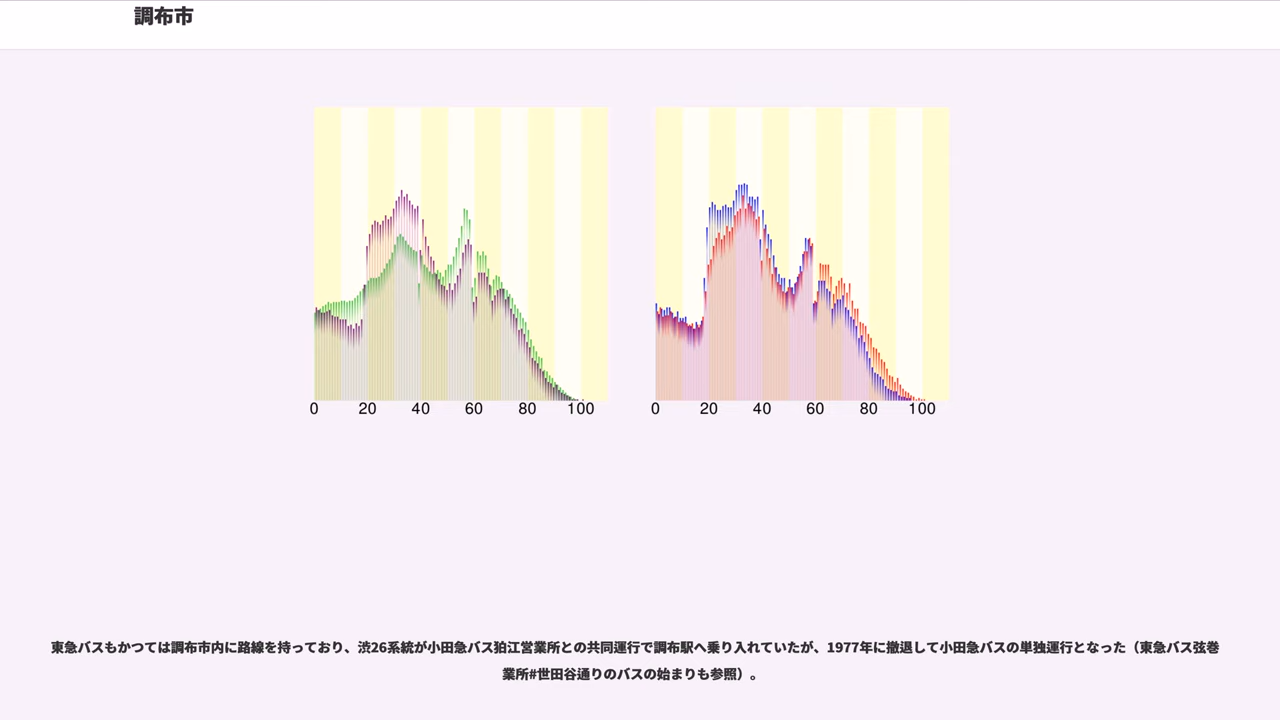 調布市
0 20 40 60 80 100
0 20 40 60 80 100
東急バスもかつては調布市内に路線を持っており、渋26系統が小田急バス狛江営業所との共同運行で調布駅へ乗り入れていたが、1977年に撤退して小田急バスの単独運行となった（東急バス弦巻
業所#世田谷通りのバスの始まりも参照）。